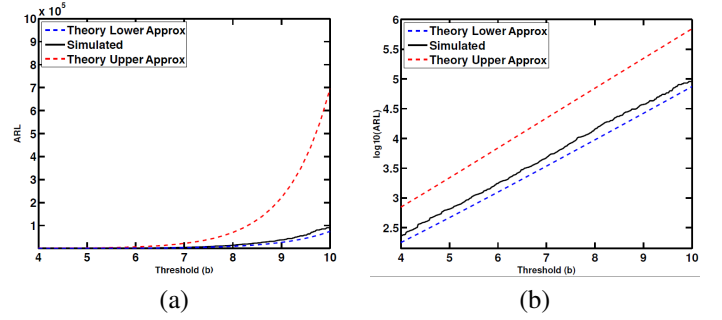 10 x 10^5
9
8
7
6
5
4
3
2
1
ARL
4 5 6 7 8 9 10
Threshold (b)
Theory Lower Approx
Simulated
Theory Upper Approx
(a)
6
5.5
5
4.5
4
3.5
3
2.5
log10(ARL)
4 5 6 7 8 9 10
Threshold (b)
Theory Lower Approx
Simulated
Theory Upper Approx
(b)